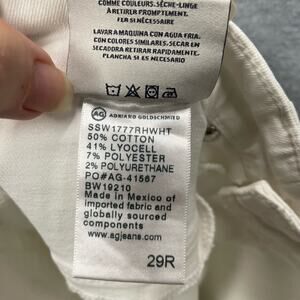 COMME COULEURS. SÈCHE-LINGE
À RETIRER PROMPTEMENT.
FER SI NÉCESSAIRE
LAVAR A MAQUINA CON AGUA FRIA.
CON COLORES SIMILARES. SECAR EN
SECADORA RETIRAR RAPIDAMENTE.
PLANCHA SI ES NECESARIO
AG ADRIANO GOLDSCHMIED
SSW1777RHWHT
50% COTTON
41% LYOCELL
7% POLYESTER
2% POLYURETHANE
PO#AG-41567
BW19210
Made in Mexico of
imported fabric and
globally sourced
components
www.agjeans.com
29R